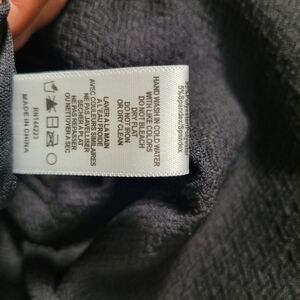 HAND WASH IN COLD WATER
WITH LIKE COLORS
DO NOT BLEACH
DRY FLAT
DO NOT IRON
OR DRY CLEAN
LAVER A LA MAIN
A L'EAU FROIDE
AVEC COULEURS SIMILAIRES
NE PAS JAVELLISER
SECHER A PLAT
NE PAS REPASSER
OU NETTOYER A SEC
RN144223
MADE IN CHINA